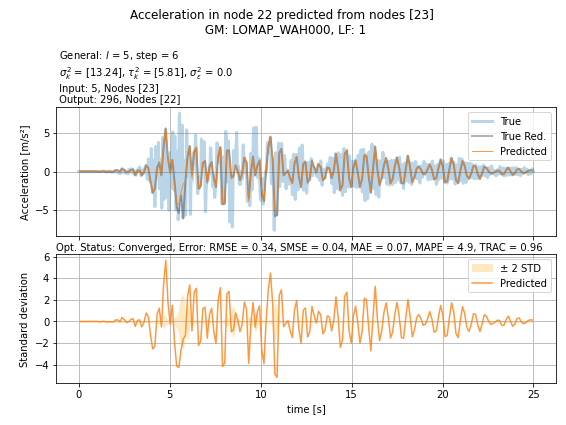 Acceleration in node 22 predicted from nodes [23]
GM: LOMAP_WAH000, LF: 1
General: l = 5, step = 6
σ²ₖ = [13.24], τ²ₖ = [5.81], σ²ε = 0.0
Input: 5, Nodes [23]
Output: 296, Nodes [22]
True
True Red.
Predicted
5
0
−5
Acceleration [m/s²]
Opt. Status: Converged, Error: RMSE = 0.34, SMSE = 0.04, MAE = 0.07, MAPE = 4.9, TRAC = 0.96
± 2 STD
Predicted
6
4
2
0
−2
−4
Standard deviation
0 5 10 15 20 25
time [s]